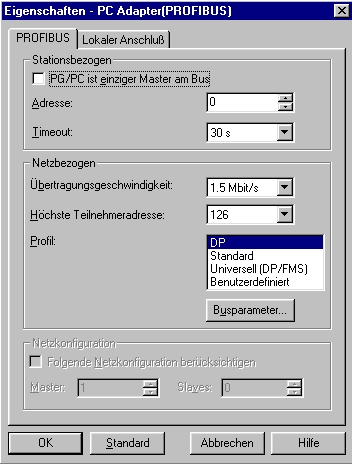 Eigenschaften - PC Adapter(PROFIBUS)
PROFIBUS Lokaler Anschluß
Stationsbezogen
PG/PC ist einziger Master am Bus
Adresse: 0
Timeout: 30 s
Netzbezogen
Übertragungsgeschwindigkeit: 1.5 Mbit/s
Höchste Teilnehmeradresse: 126
Profil: DP
Standard
Universell (DP/FMS)
Benutzerdefiniert
Busparameter...
Netzkonfiguration
Folgende Netzkonfiguration berücksichtigen
Master: 1 Slaves: 0
OK Standard Abbrechen Hilfe